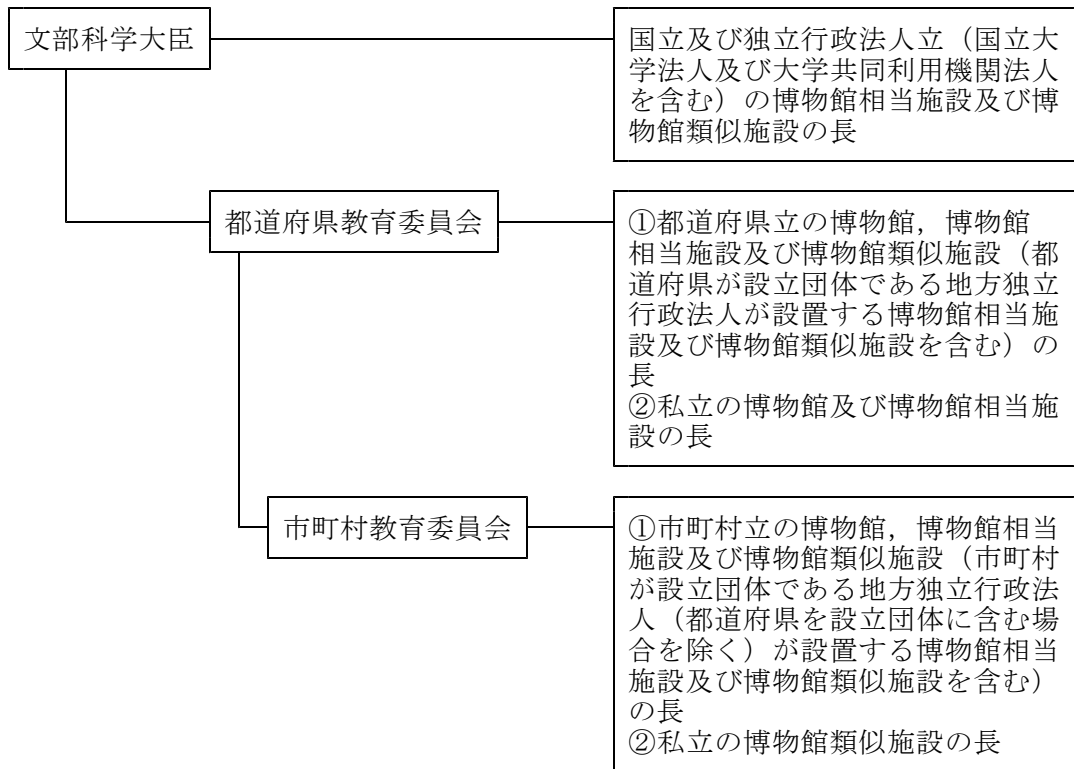 文部科学大臣
国立及び独立行政法人立（国立大
学法人及び大学共同利用機関法人
を含む）の博物館相当施設及び博
物館類似施設の長
都道府県教育委員会
①都道府県立の博物館，博物館
相当施設及び博物館類似施設（都
道府県が設立団体である地方独立
行政法人が設置する博物館相当施
設及び博物館類似施設を含む）の
長
②私立の博物館及び博物館相当施
設の長
市町村教育委員会
①市町村立の博物館，博物館相当
施設及び博物館類似施設（市町村
が設立団体である地方独立行政法
人（都道府県を設立団体に含む場
合を除く）が設置する博物館相当
施設及び博物館類似施設を含む）
の長
②私立の博物館類似施設の長